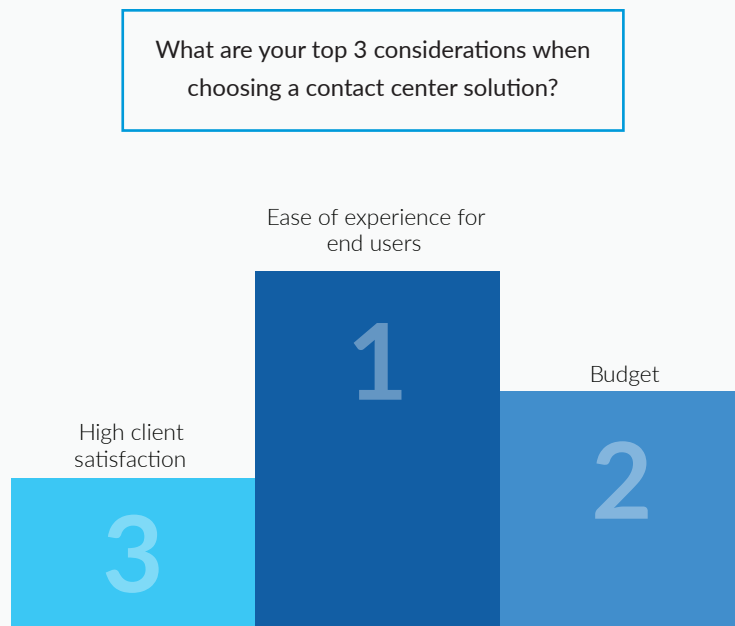 What are your top 3 considerations when
choosing a contact center solution?
Ease of experience for
end users
1
Budget
2
High client
satisfaction
3